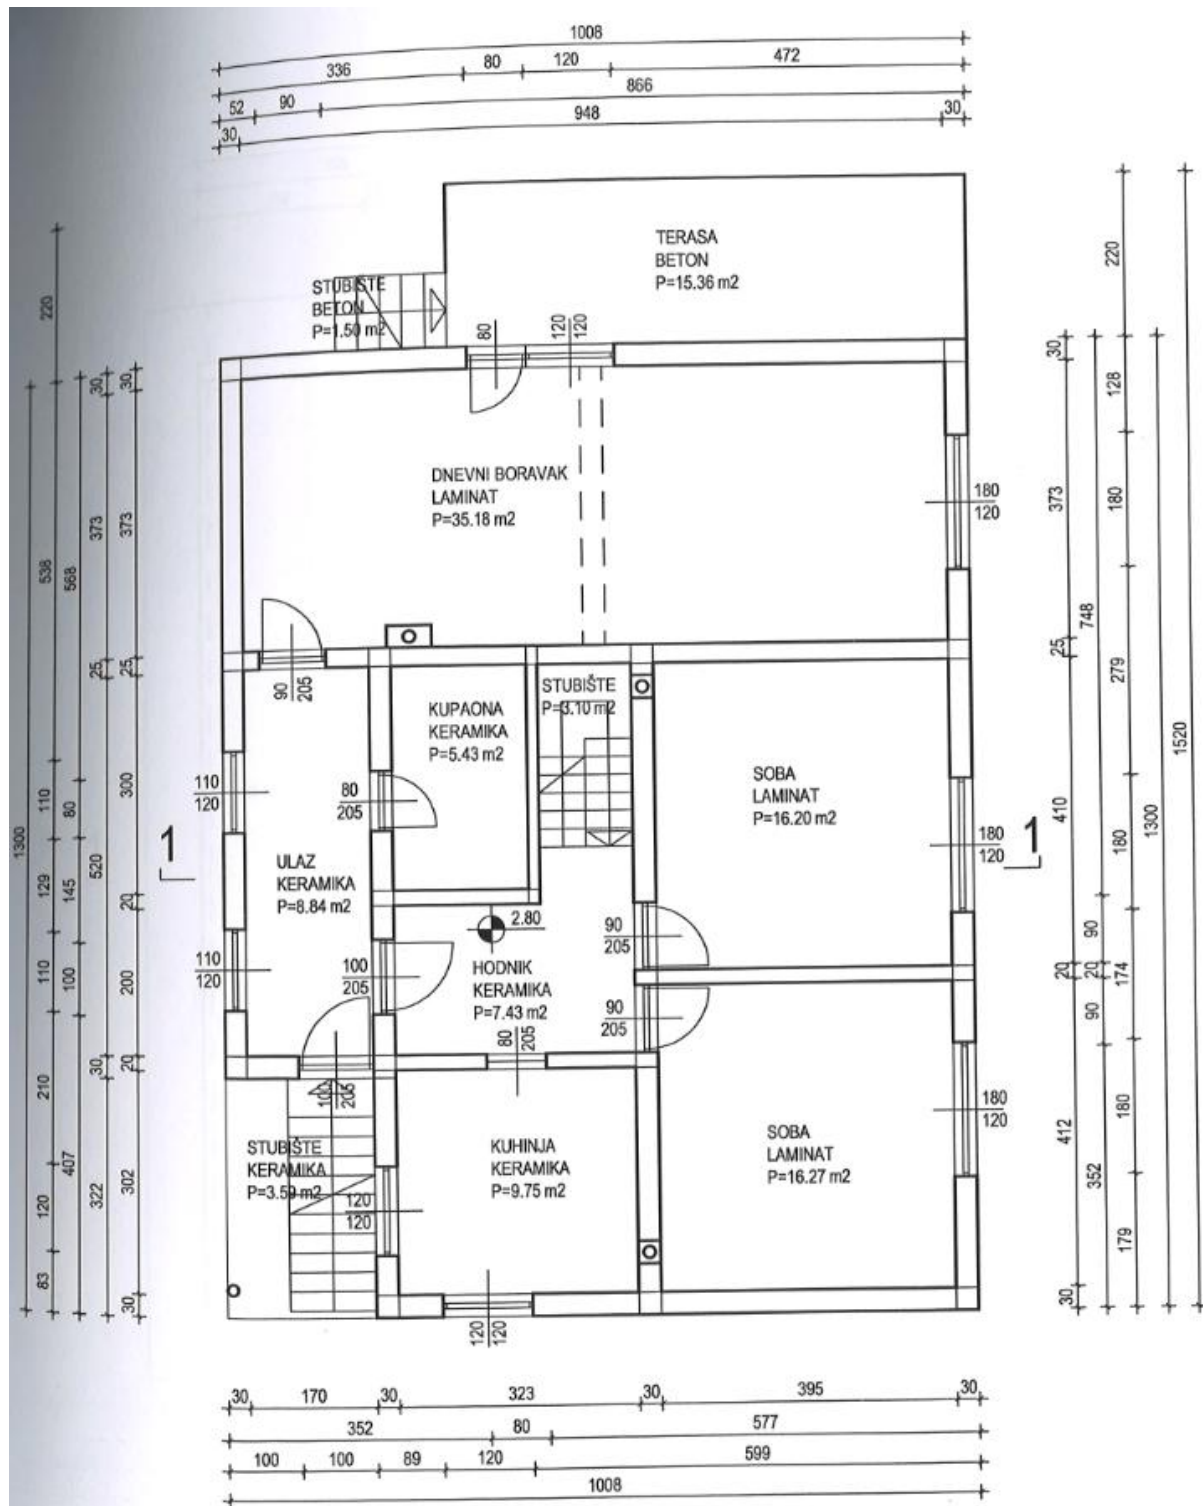 1008
336 80 120 472
52 90 866
30 948 30
TERASA
BETON
P=15.36 m2
STUBIŠTE
BETON
P=1.50 m2
80
120
120
DNEVNI BORAVAK
LAMINAT
P=35.18 m2
180
120
90
205
KUPAONA
KERAMIKA
P=5.43 m2
STUBIŠTE
P=3.10 m2
SOBA
LAMINAT
P=16.20 m2
110
120
80
205
180
120
1
1
ULAZ
KERAMIKA
P=8.84 m2
2.80
90
205
110
120
100
205
HODNIK
KERAMIKA
P=7.43 m2
90
205
80
205
100
205
180
120
STUBIŠTE
KERAMIKA
P=3.59 m2
KUHINJA
KERAMIKA
P=9.75 m2
SOBA
LAMINAT
P=16.27 m2
120
120
120
120
1300
220 538 110 129 110 210 120 83
568 80 145 100 407
30 373 25 520 30 322
30 373 25 300 20 200 20 302 30
30 373 25 410 20 412 30
748 90 20 90 352
220 128 180 279 180 174 180 179
1300
1520
30 170 30 323 30 395 30
352 80 577
100 100 89 120 599
1008